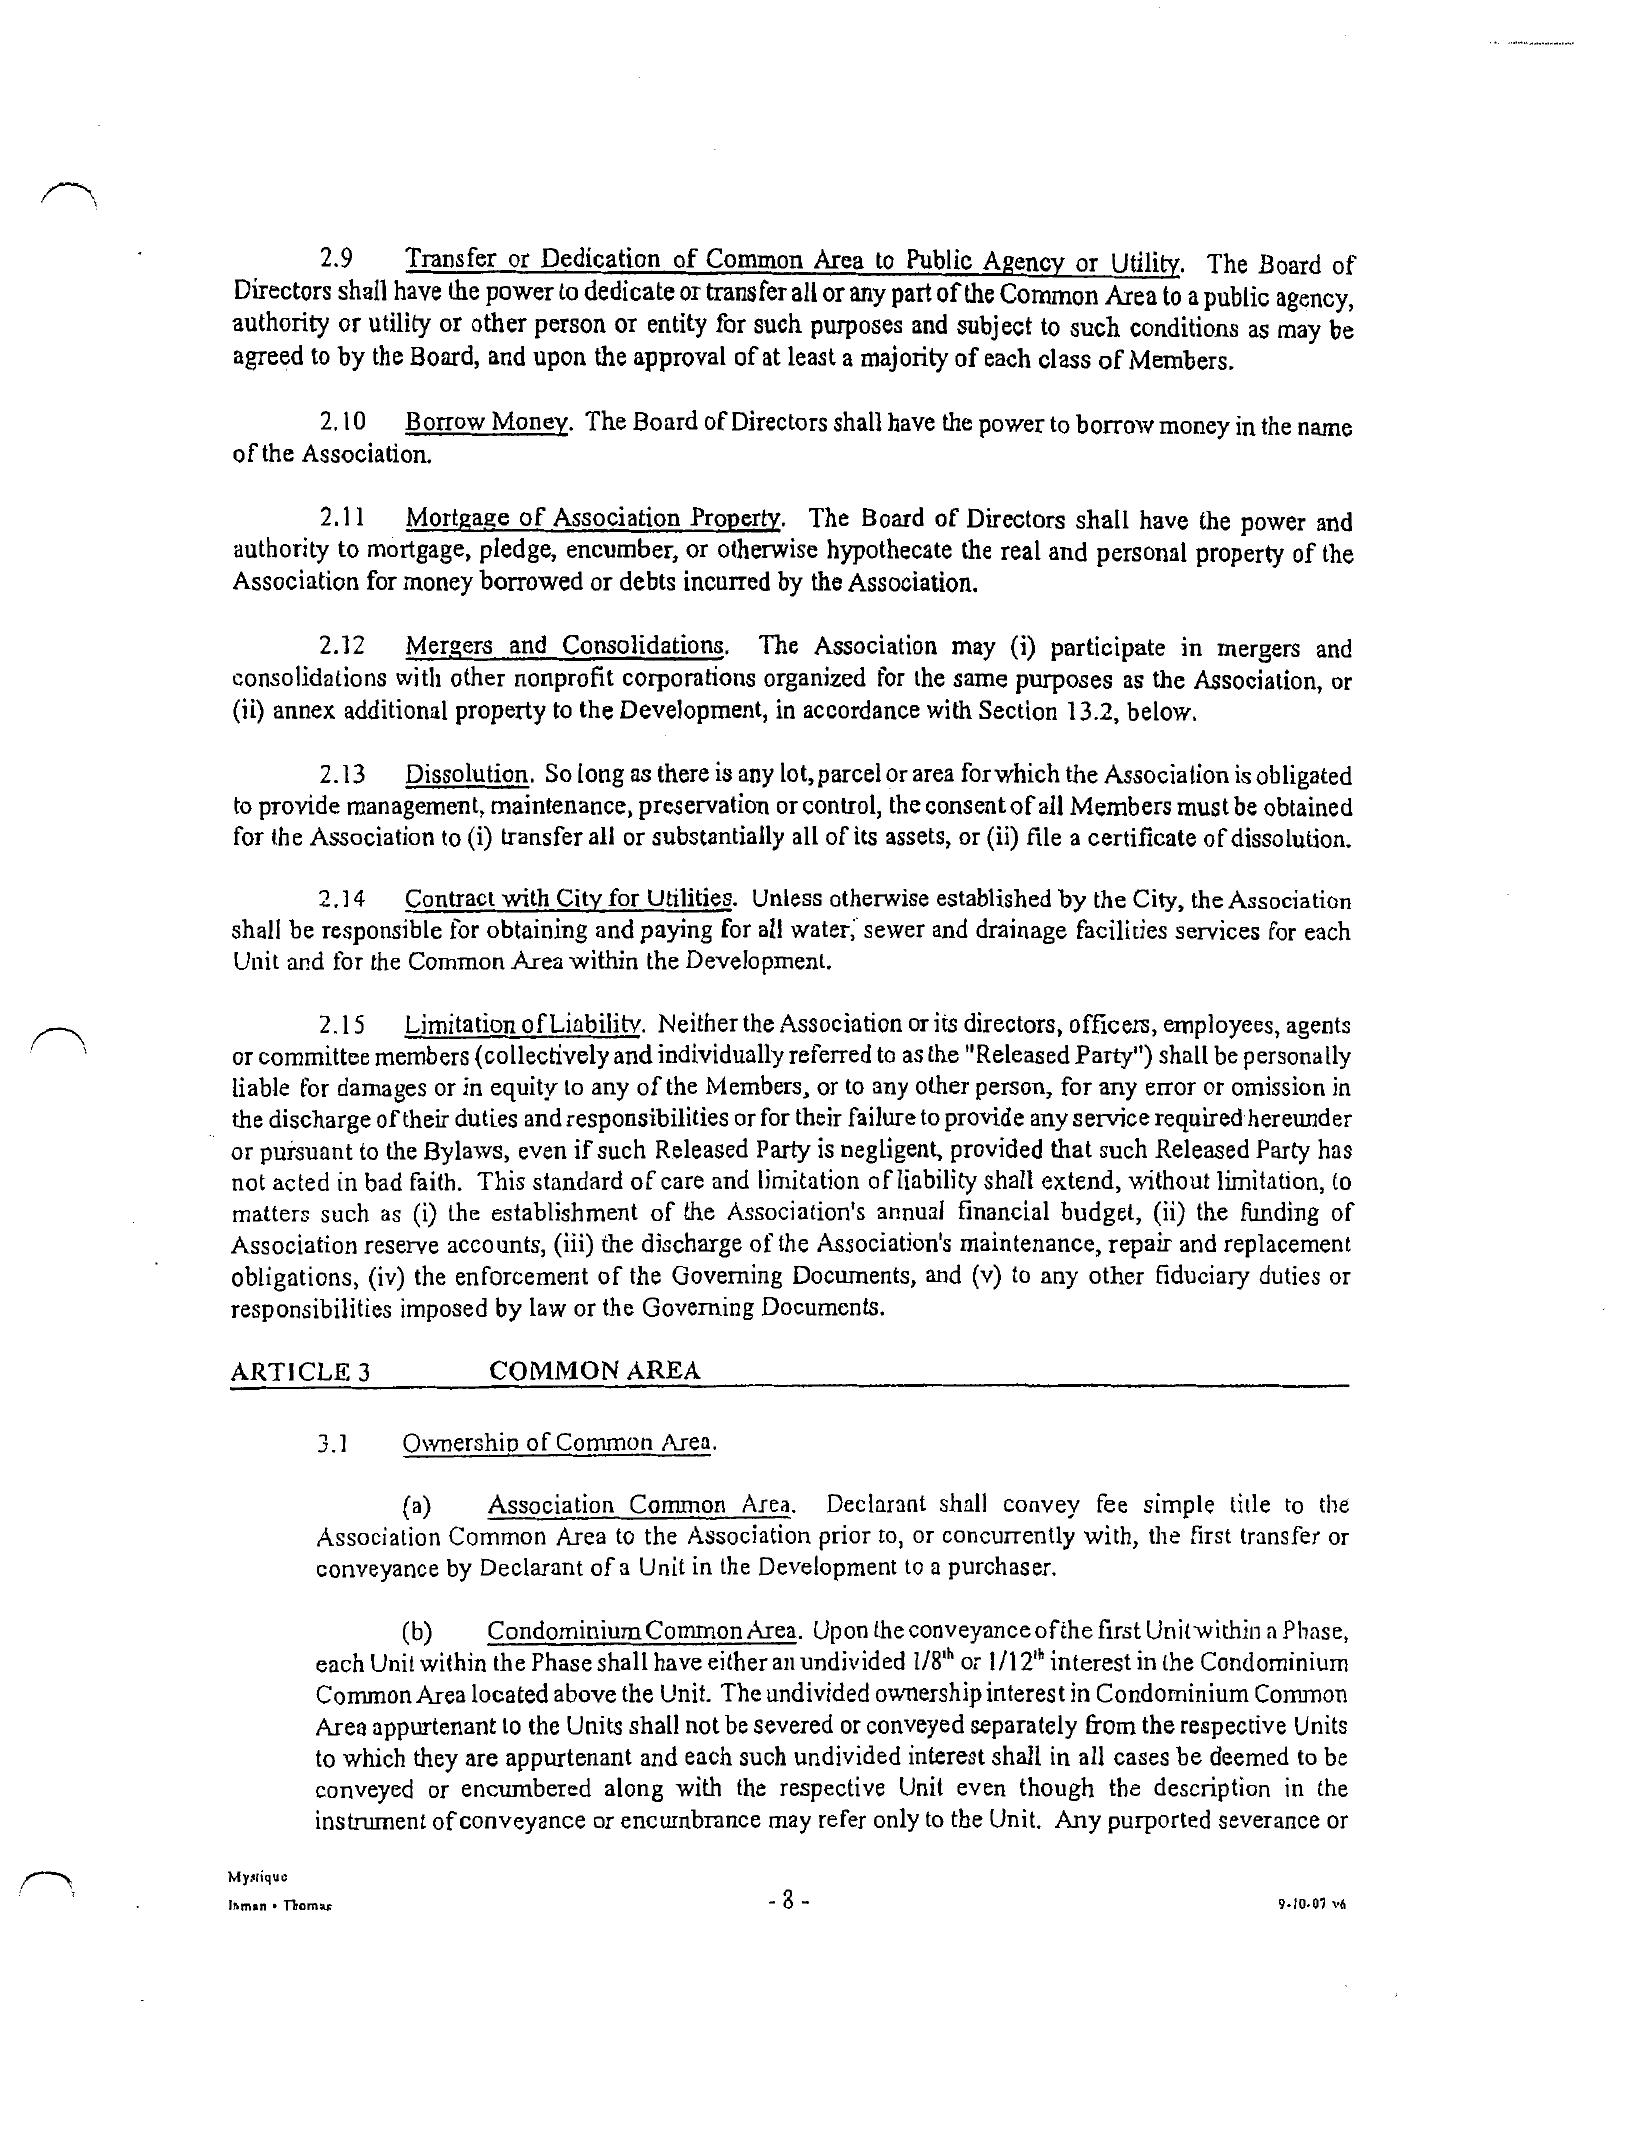 2.9 Transfer or Dedication of Common Area to Public Agency or Utility. The Board of
Directors shall have the power to dedicate or transfer all or any part of the Common Area to a public agency,
authority or utility or other person or entity for such purposes and subject to such conditions as may be
agreed to by the Board, and upon the approval of at least a majority of each class of Members.
2.10 Borrow Money. The Board of Directors shall have the power to borrow money in the name
of the Association.
2.11 Mortgage of Association Property. The Board of Directors shall have the power and
authority to mortgage, pledge, encumber, or otherwise hypothecate the real and personal property of the
Association for money borrowed or debts incurred by the Association.
2.12 Mergers and Consolidations. The Association may (i) participate in mergers and
consolidations with other nonprofit corporations organized for the same purposes as the Association, or
(ii) annex additional property to the Development, in accordance with Section 13.2, below.
2.13 Dissolution. So long as there is any lot, parcel or area for which the Association is obligated
to provide management, maintenance, preservation or control, the consent of all Members must be obtained
for the Association to (i) transfer all or substantially all of its assets, or (ii) file a certificate of dissolution.
2.14 Contract with City for Utilities. Unless otherwise established by the City, the Association
shall be responsible for obtaining and paying for all water, sewer and drainage facilities services for each
Unit and for the Common Area within the Development.
2.15 Limitation of Liability. Neither the Association or its directors, officers, employees, agents
or committee members (collectively and individually referred to as the "Released Party") shall be personally
liable for damages or in equity to any of the Members, or to any other person, for any error or omission in
the discharge of their duties and responsibilities or for their failure to provide any service required hereunder
or pursuant to the Bylaws, even if such Released Party is negligent, provided that such Released Party has
not acted in bad faith. This standard of care and limitation of liability shall extend, without limitation, to
matters such as (i) the establishment of the Association's annual financial budget, (ii) the funding of
Association reserve accounts, (iii) the discharge of the Association's maintenance, repair and replacement
obligations, (iv) the enforcement of the Governing Documents, and (v) to any other fiduciary duties or
responsibilities imposed by law or the Governing Documents.
ARTICLE 3 COMMON AREA
3.1 Ownership of Common Area.
(a) Association Common Area. Declarant shall convey fee simple title to the
Association Common Area to the Association prior to, or concurrently with, the first transfer or
conveyance by Declarant of a Unit in the Development to a purchaser.
(b) Condominium Common Area. Upon the conveyance of the first Unit within a Phase,
each Unit within the Phase shall have either an undivided 1/8th or 1/12th interest in the Condominium
Common Area located above the Unit. The undivided ownership interest in Condominium Common
Area appurtenant to the Units shall not be severed or conveyed separately from the respective Units
to which they are appurtenant and each such undivided interest shall in all cases be deemed to be
conveyed or encumbered along with the respective Unit even though the description in the
instrument of conveyance or encumbrance may refer only to the Unit. Any purported severance or
Mystique
Inman • Thomas
- 8 -
9-10-07 v6